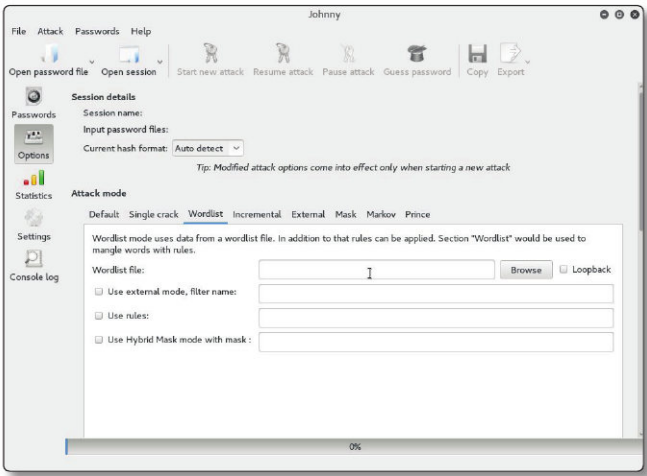 Johnny
File Attack Passwords Help
Open password file Open session Start new attack Resume attack Pause attack Guess password Copy Export
Passwords
Options
Statistics
Settings
Console log
Session details
Session name:
Input password files:
Current hash format: Auto detect
Tip: Modified attack options come into effect only when starting a new attack
Attack mode
Default Single crack Wordlist Incremental External Mask Markov Prince
Wordlist mode uses data from a wordlist file. In addition to that rules can be applied. Section "Wordlist" would be used to
mangle words with rules.
Wordlist file: Browse Loopback
Use external mode, filter name:
Use rules:
Use Hybrid Mask mode with mask :
0%